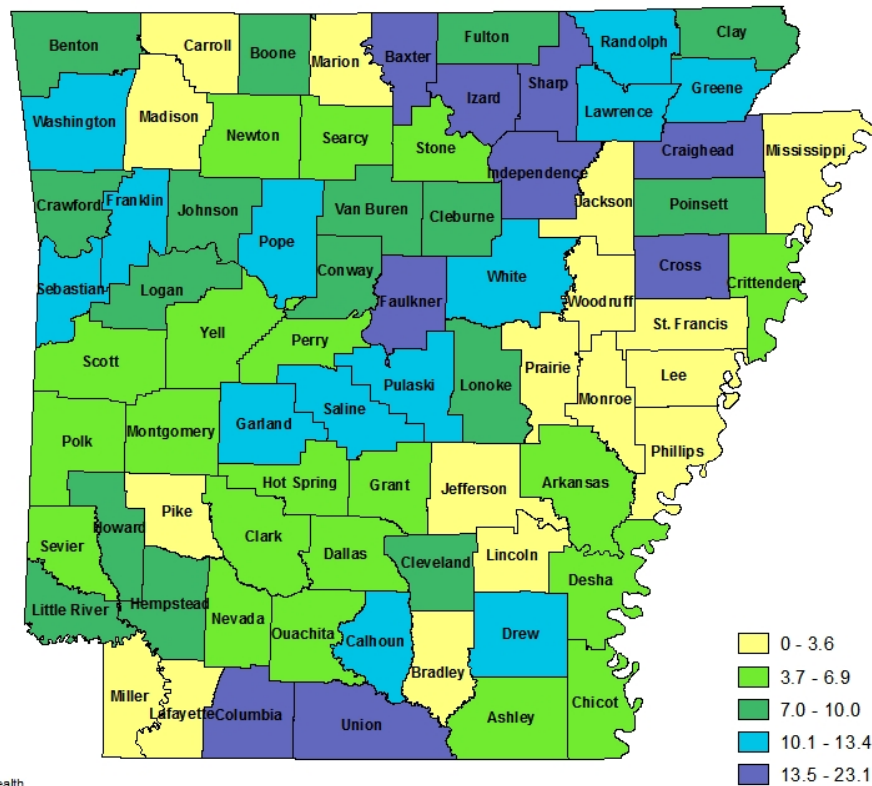 Benton
Carroll
Boone
Marion
Baxter
Fulton
Randolph
Clay
Izard
Sharp
Greene
Lawrence
Washington
Madison
Newton
Searcy
Stone
Independence
Craighead
Mississippi
Crawford
Franklin
Johnson
Pope
Van Buren
Cleburne
Jackson
Poinsett
Sebastian
Logan
Conway
Faulkner
White
Woodruff
Cross
Crittenden
Scott
Yell
Perry
Pulaski
Lonoke
Prairie
St. Francis
Lee
Monroe
Phillips
Polk
Montgomery
Garland
Saline
Hot Spring
Grant
Jefferson
Arkansas
Sevier
Howard
Pike
Clark
Dallas
Cleveland
Lincoln
Desha
Little River
Hempstead
Nevada
Ouachita
Calhoun
Bradley
Drew
Chicot
Miller
Lafayette
Columbia
Union
Ashley
0 - 3.6
3.7 - 6.9
7.0 - 10.0
10.1 - 13.4
13.5 - 23.1